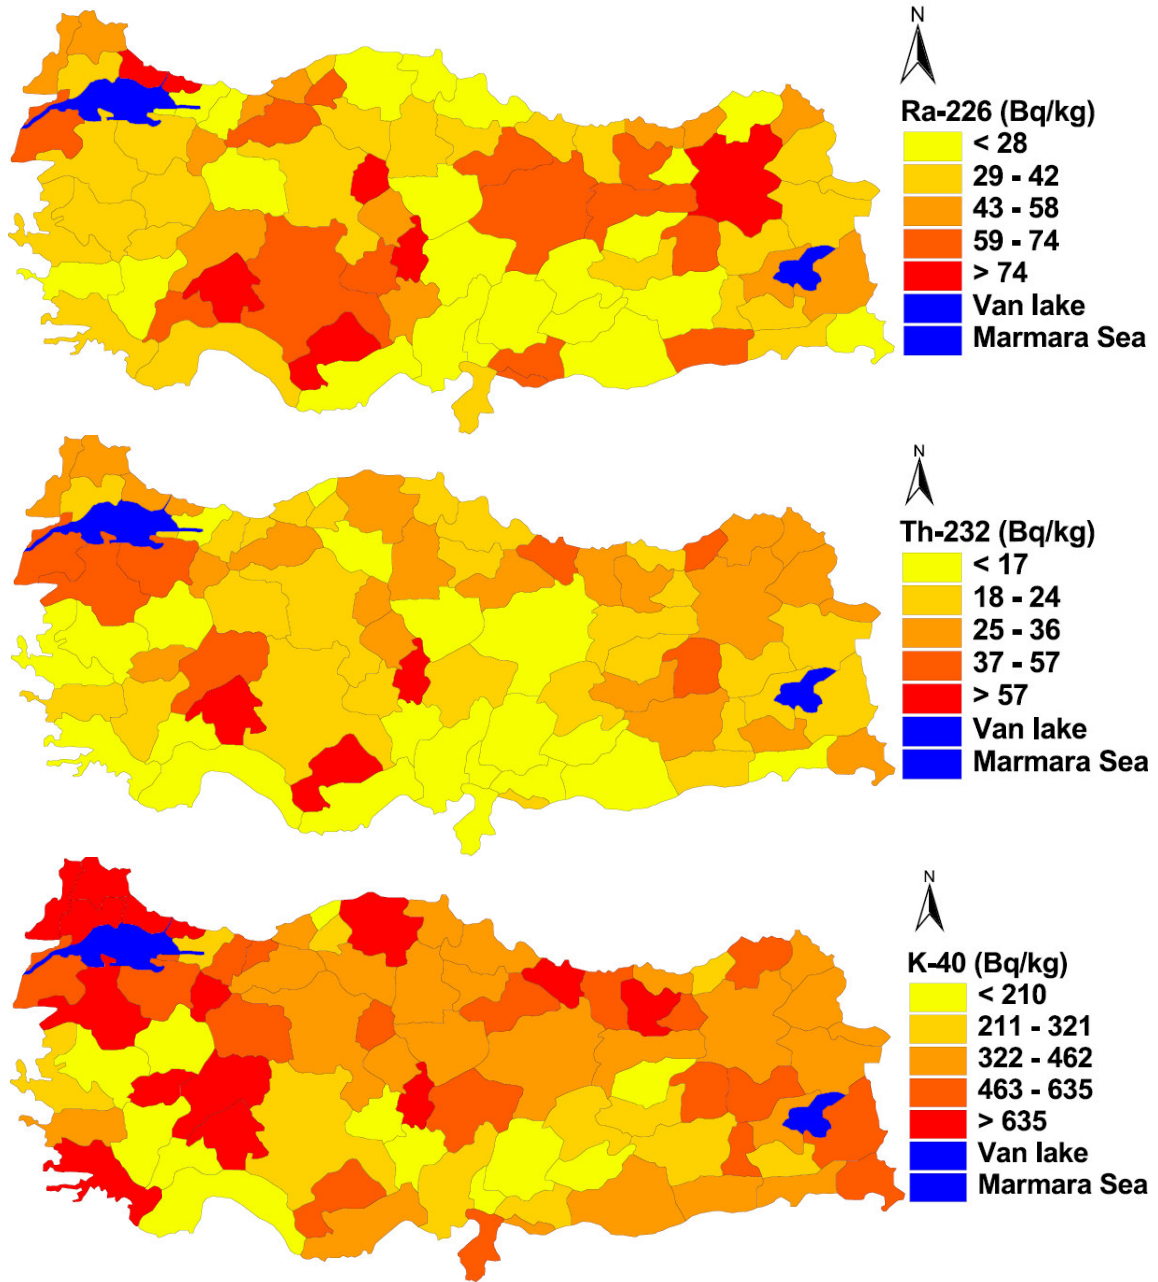 N
Ra-226 (Bq/kg)
< 28
29 - 42
43 - 58
59 - 74
> 74
Van lake
Marmara Sea
N
Th-232 (Bq/kg)
< 17
18 - 24
25 - 36
37 - 57
> 57
Van lake
Marmara Sea
N
K-40 (Bq/kg)
< 210
211 - 321
322 - 462
463 - 635
> 635
Van lake
Marmara Sea